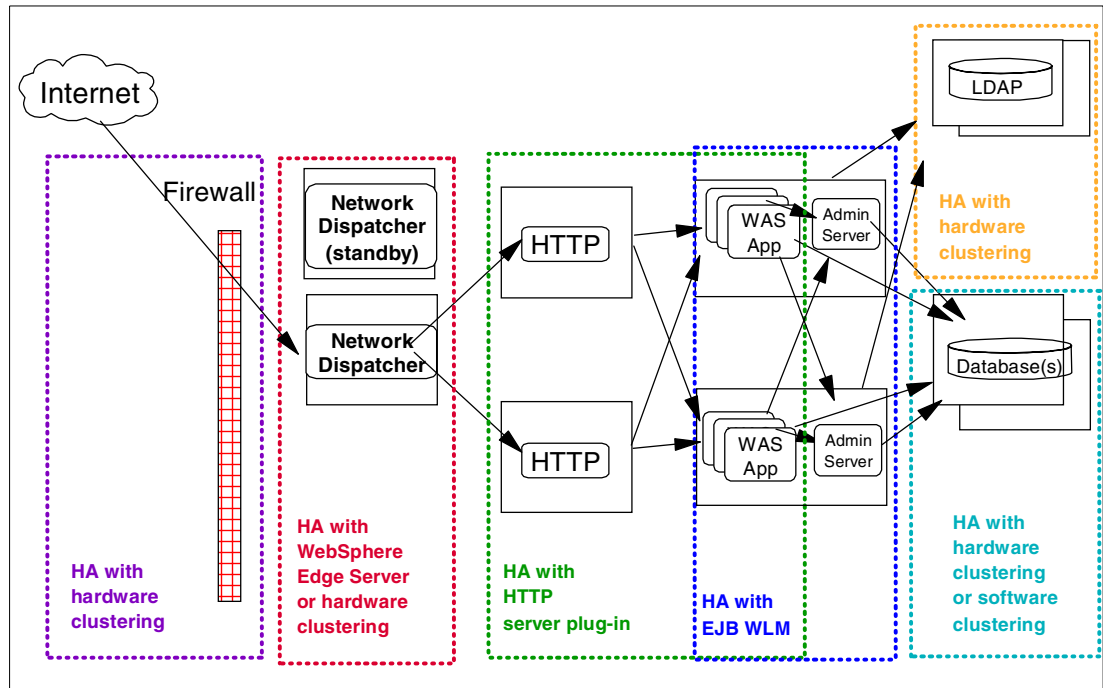 Internet
Firewall
HA with
hardware
clustering
Network
Dispatcher
(standby)
Network
Dispatcher
HA with
WebSphere
Edge Server
or hardware
clustering
HTTP
HTTP
HA with
HTTP
server plug-in
WAS
App
Admin
Server
WAS
App
Admin
Server
HA with
EJB WLM
LDAP
HA with
hardware
clustering
Database(s)
HA with
hardware
clustering
or software
clustering